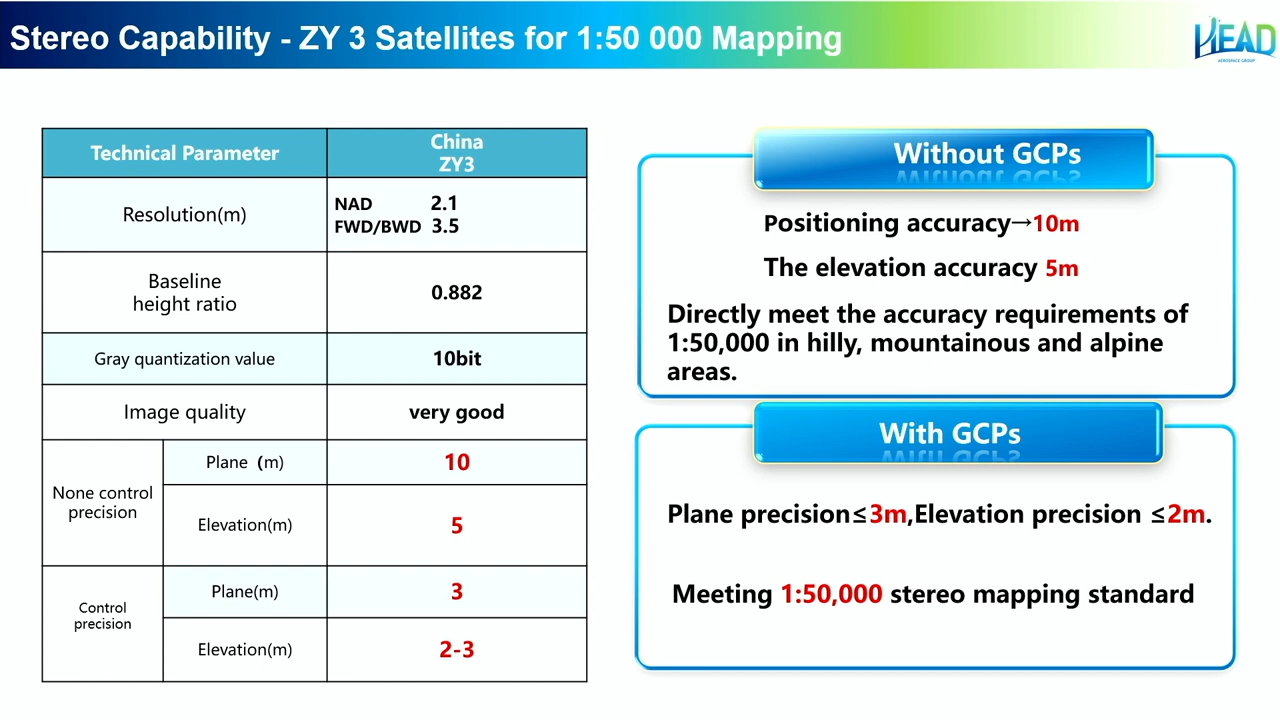 Stereo Capability - ZY 3 Satellites for 1:50 000 Mapping
HEAD
AEROSPACE GROUP
Technical Parameter
China
ZY3
Resolution(m)
NAD 2.1
FWD/BWD 3.5
Baseline
height ratio
0.882
Gray quantization value
10bit
Image quality
very good
None control
precision
Plane（m)
10
Elevation(m)
5
Control
precision
Plane(m)
3
Elevation(m)
2-3
Without GCPs
Positioning accuracy→10m
The elevation accuracy 5m
Directly meet the accuracy requirements of
1:50,000 in hilly, mountainous and alpine
areas.
With GCPs
Plane precision≤3m,Elevation precision ≤2m.
Meeting 1:50,000 stereo mapping standard